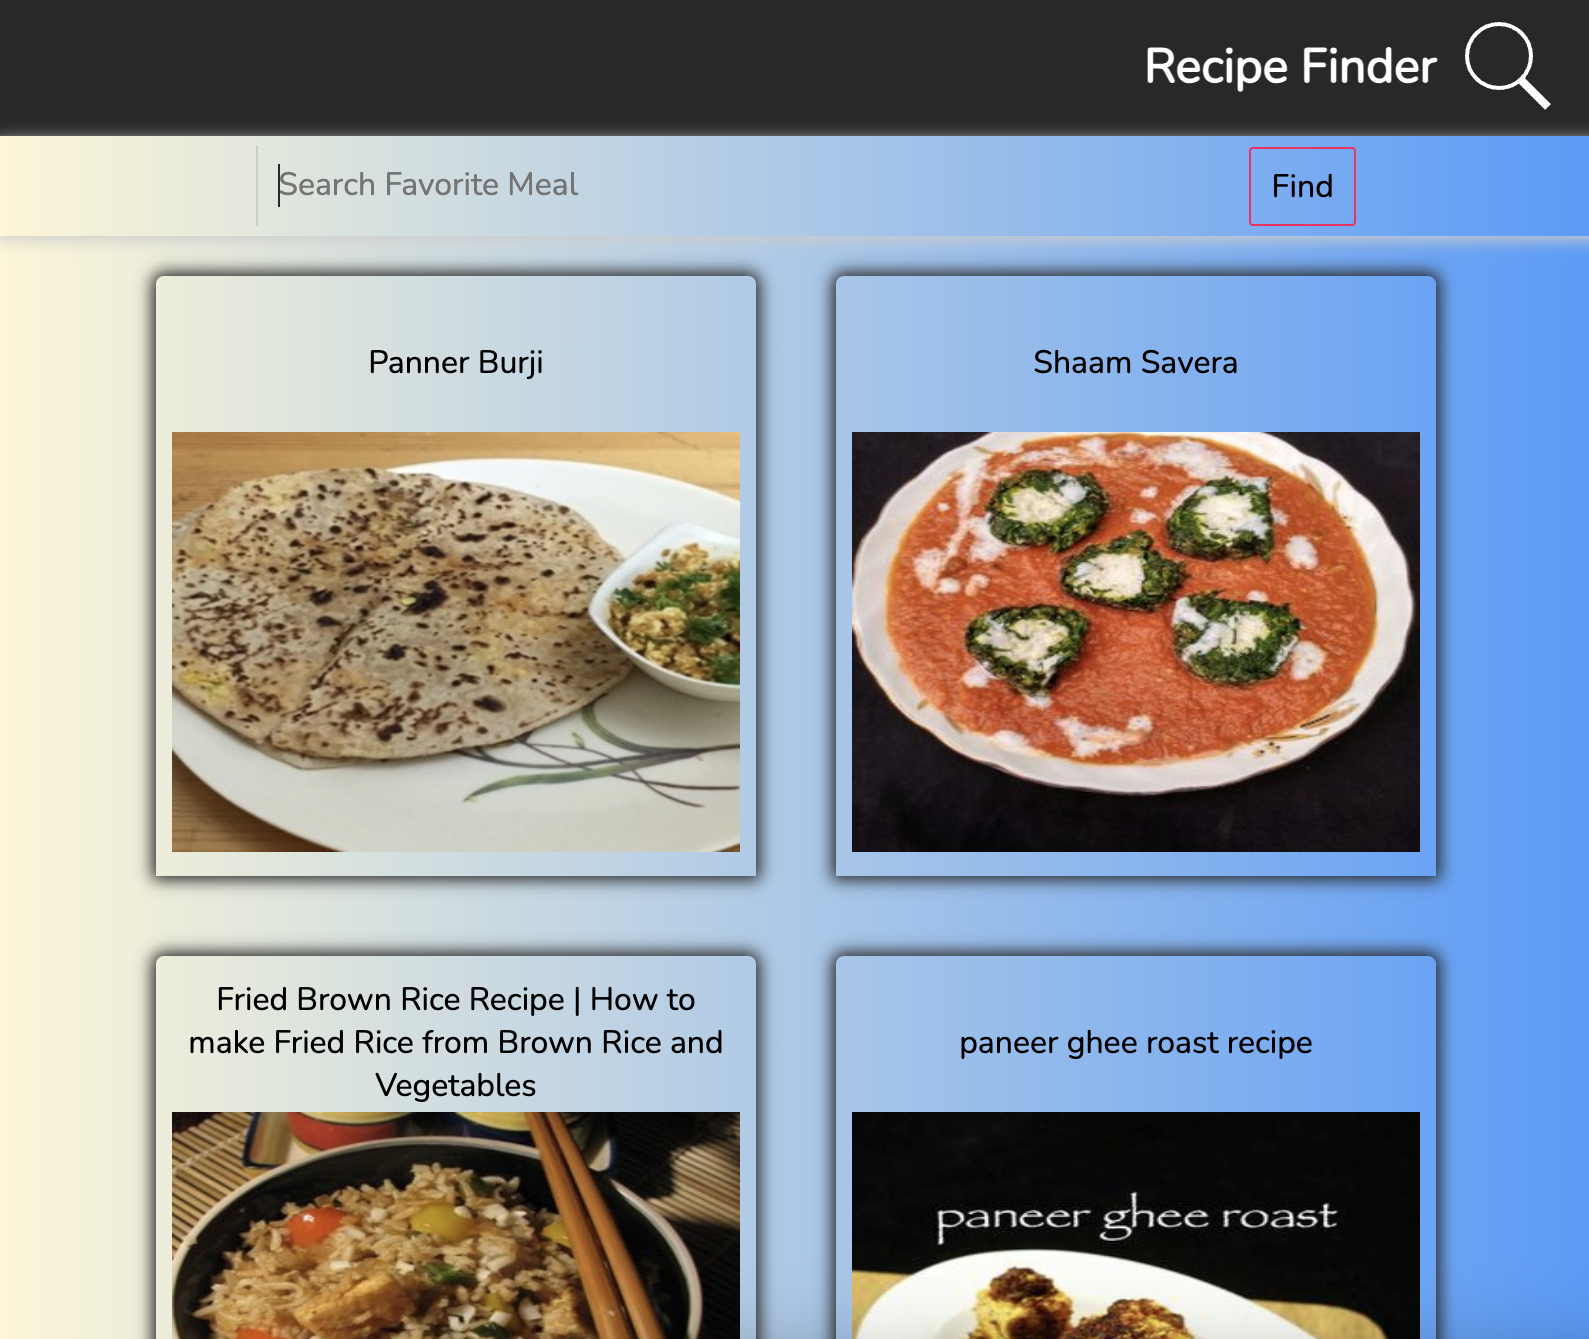 Recipe Finder
Search Favorite Meal
Find
Panner Burji
Shaam Savera
Fried Brown Rice Recipe | How to
make Fried Rice from Brown Rice and
Vegetables
paneer ghee roast recipe
paneer ghee roast